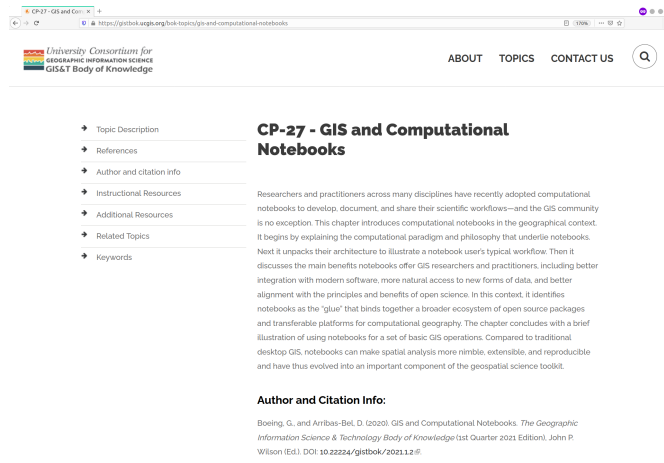 CP-27 - GIS and Com
https://gistbok.ucgis.org/bok-topics/gis-and-computational-notebooks
170%
University Consortium for
GEOGRAPHIC INFORMATION SCIENCE
GIS&T Body of Knowledge
ABOUT TOPICS CONTACT US
Topic Description
References
Author and citation info
Instructional Resources
Additional Resources
Related Topics
Keywords
CP-27 - GIS and Computational
Notebooks
Researchers and practitioners across many disciplines have recently adopted computational
notebooks to develop, document, and share their scientific workflows—and the GIS community
is no exception. This chapter introduces computational notebooks in the geographical context.
It begins by explaining the computational paradigm and philosophy that underlie notebooks.
Next it unpacks their architecture to illustrate a notebook user's typical workflow. Then it
discusses the main benefits notebooks offer GIS researchers and practitioners, including better
integration with modern software, more natural access to new forms of data, and better
alignment with the principles and benefits of open science. In this context, it identifies
notebooks as the "glue" that binds together a broader ecosystem of open source packages
and transferable platforms for computational geography. The chapter concludes with a brief
illustration of using notebooks for a set of basic GIS operations. Compared to traditional
desktop GIS, notebooks can make spatial analysis more nimble, extensible, and reproducible
and have thus evolved into an important component of the geospatial science toolkit.
Author and Citation Info:
Boeing, G., and Arribas-Bel, D. (2020). GIS and Computational Notebooks. The Geographic
Information Science & Technology Body of Knowledge (1st Quarter 2021 Edition), John P.
Wilson (Ed.). DOI: 10.22224/gistbok/2021.1.2